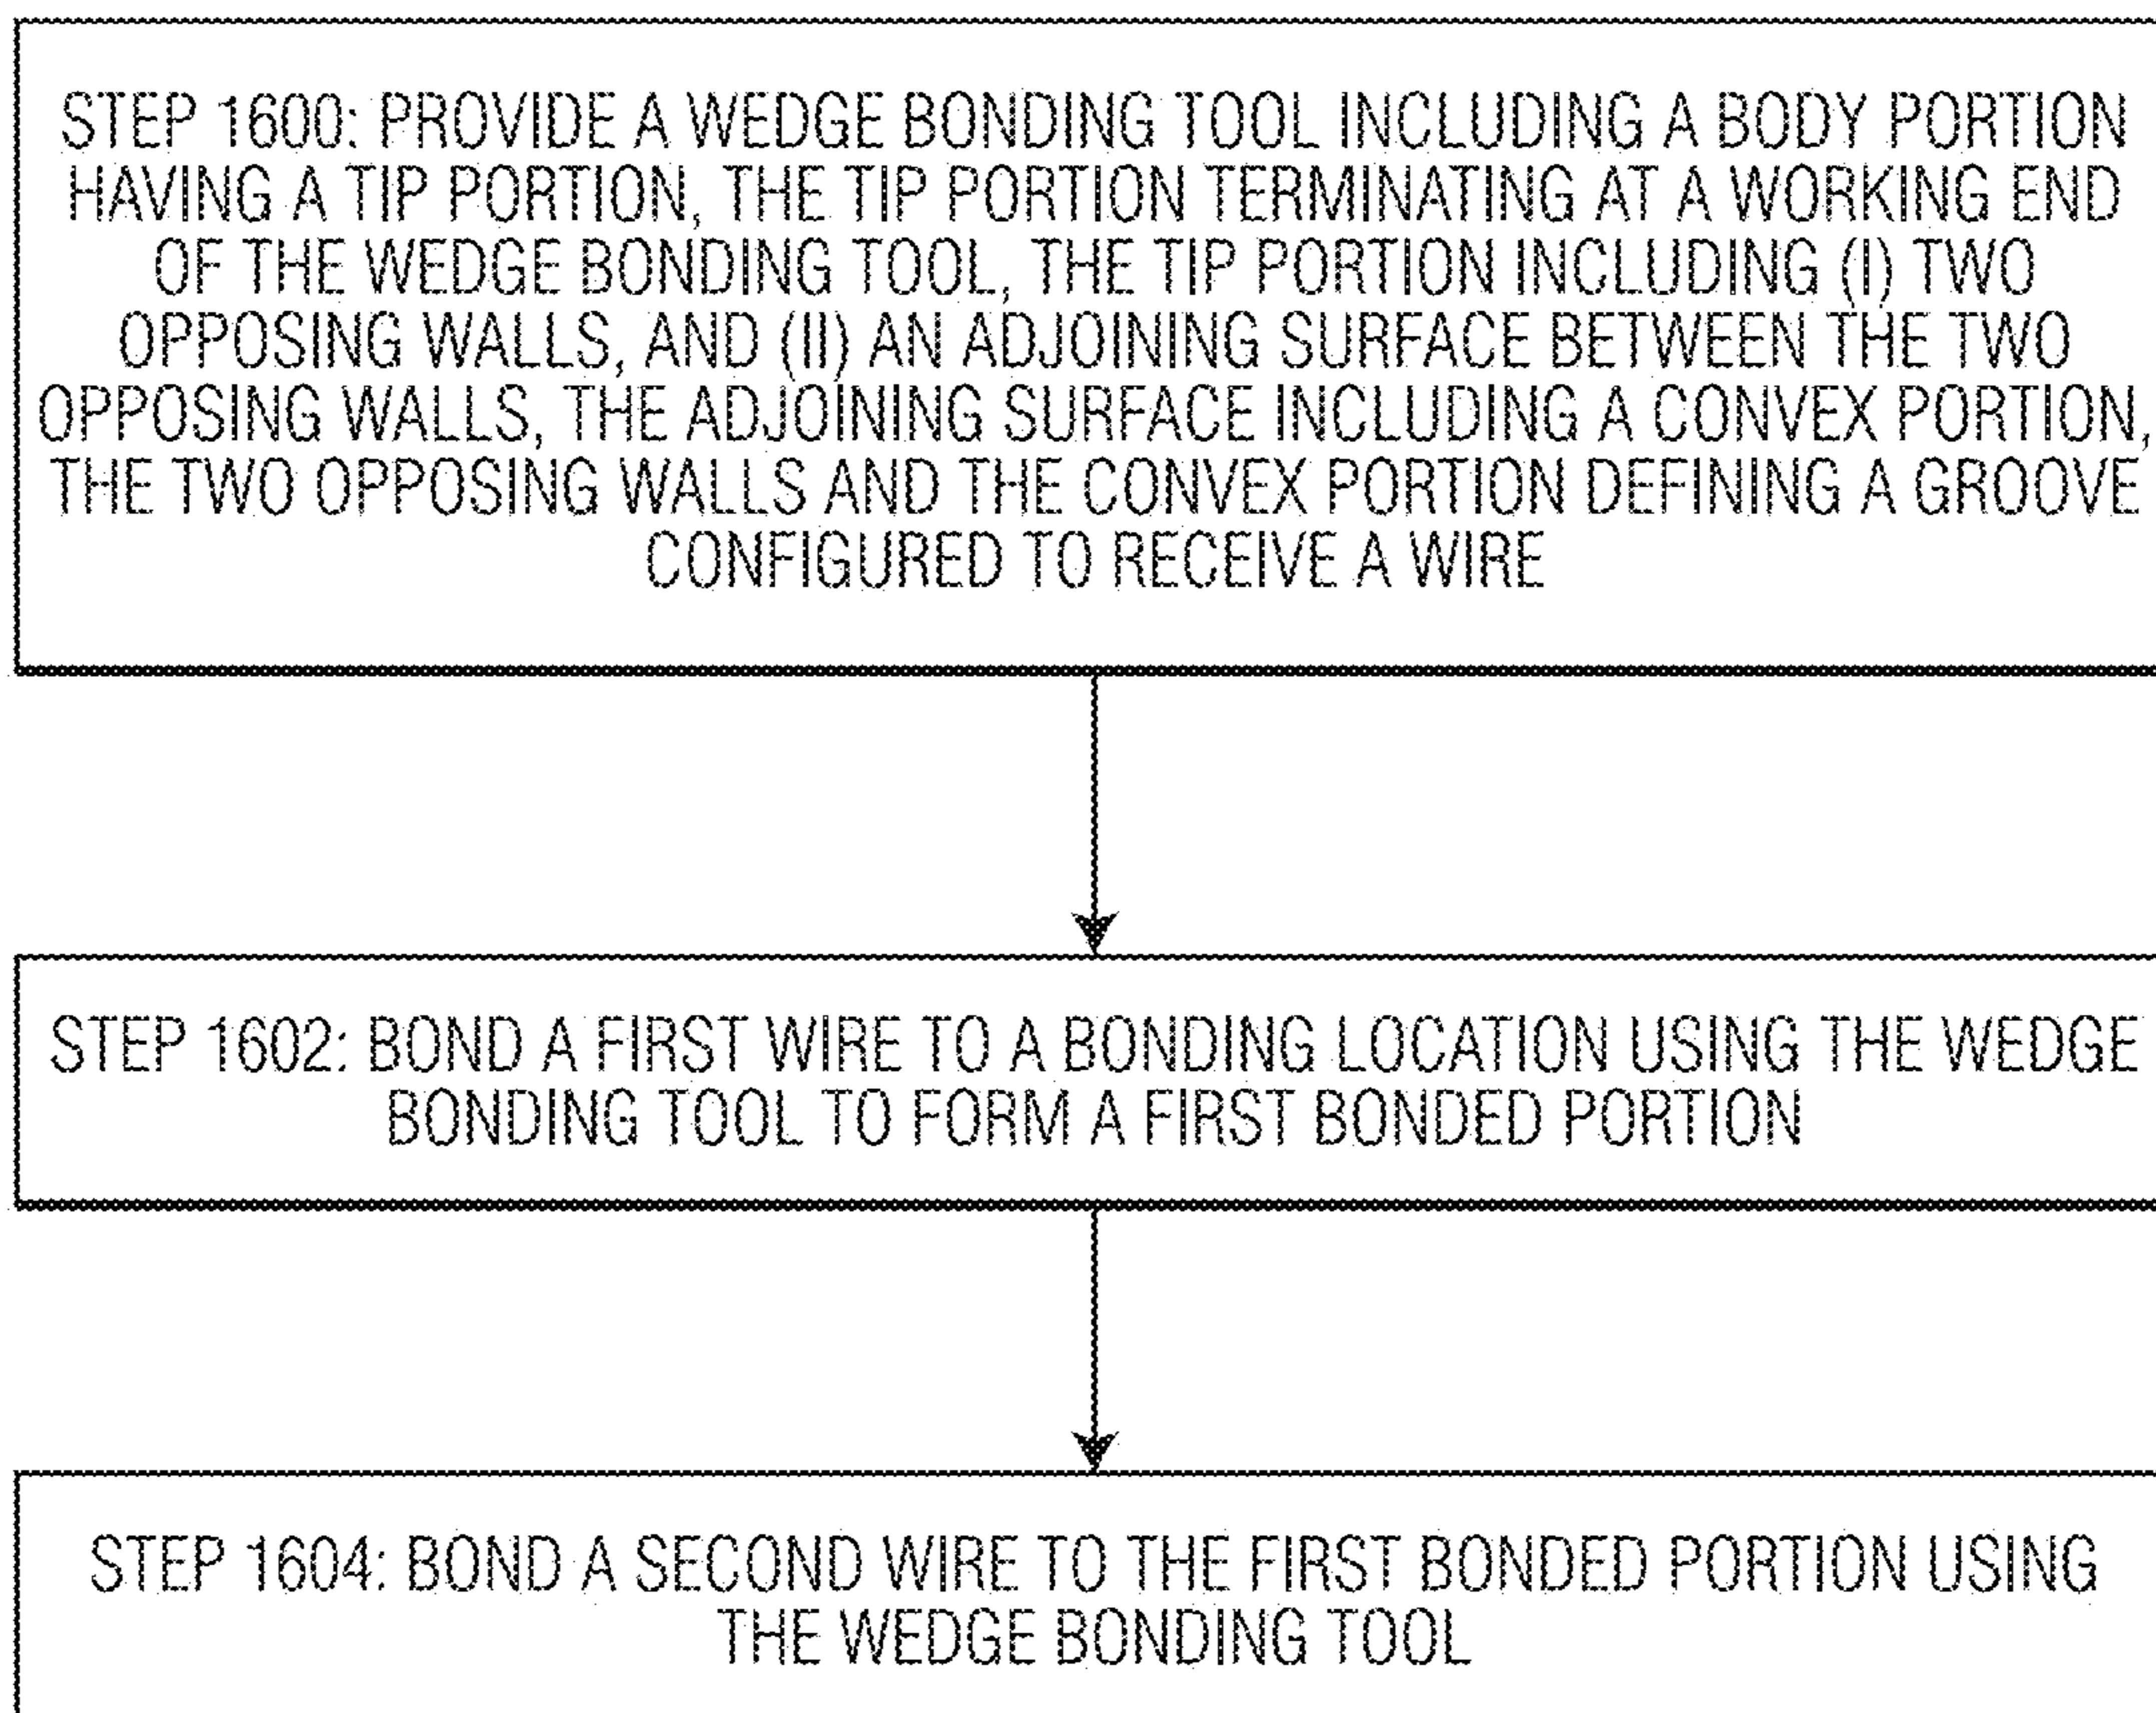 STEP 1600: PROVIDE A WEDGE BONDING TOOL INCLUDING A BODY PORTION
HAVING A TIP PORTION, THE TIP PORTION TERMINATING AT A WORKING END
OF THE WEDGE BONDING TOOL, THE TIP PORTION INCLUDING (I) TWO
OPPOSING WALLS, AND (II) AN ADJOINING SURFACE BETWEEN THE TWO
OPPOSING WALLS, THE ADJOINING SURFACE INCLUDING A CONVEX PORTION,
THE TWO OPPOSING WALLS AND THE CONVEX PORTION DEFINING A GROOVE
CONFIGURED TO RECEIVE A WIRE
STEP 1602: BOND A FIRST WIRE TO A BONDING LOCATION USING THE WEDGE
BONDING TOOL TO FORM A FIRST BONDED PORTION
STEP 1604: BOND A SECOND WIRE TO THE FIRST BONDED PORTION USING
THE WEDGE BONDING TOOL